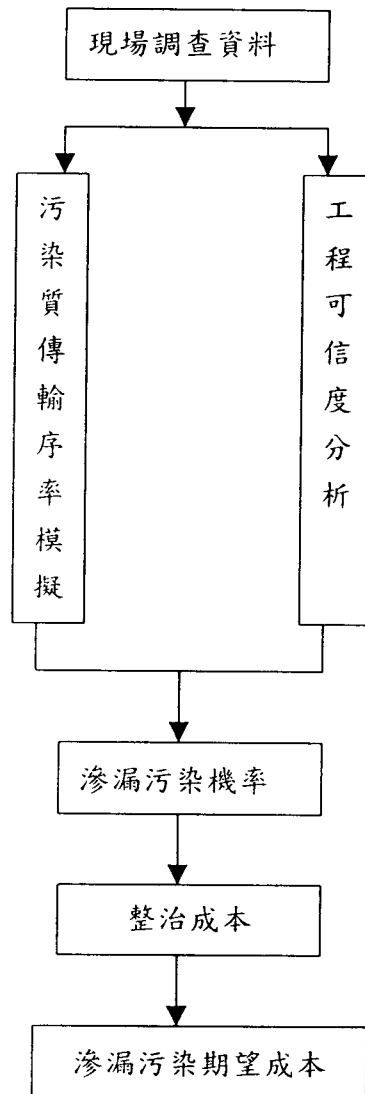 現場調查資料
污染質傳輸序率模擬
工程可信度分析
滲漏污染機率
整治成本
滲漏污染期望成本